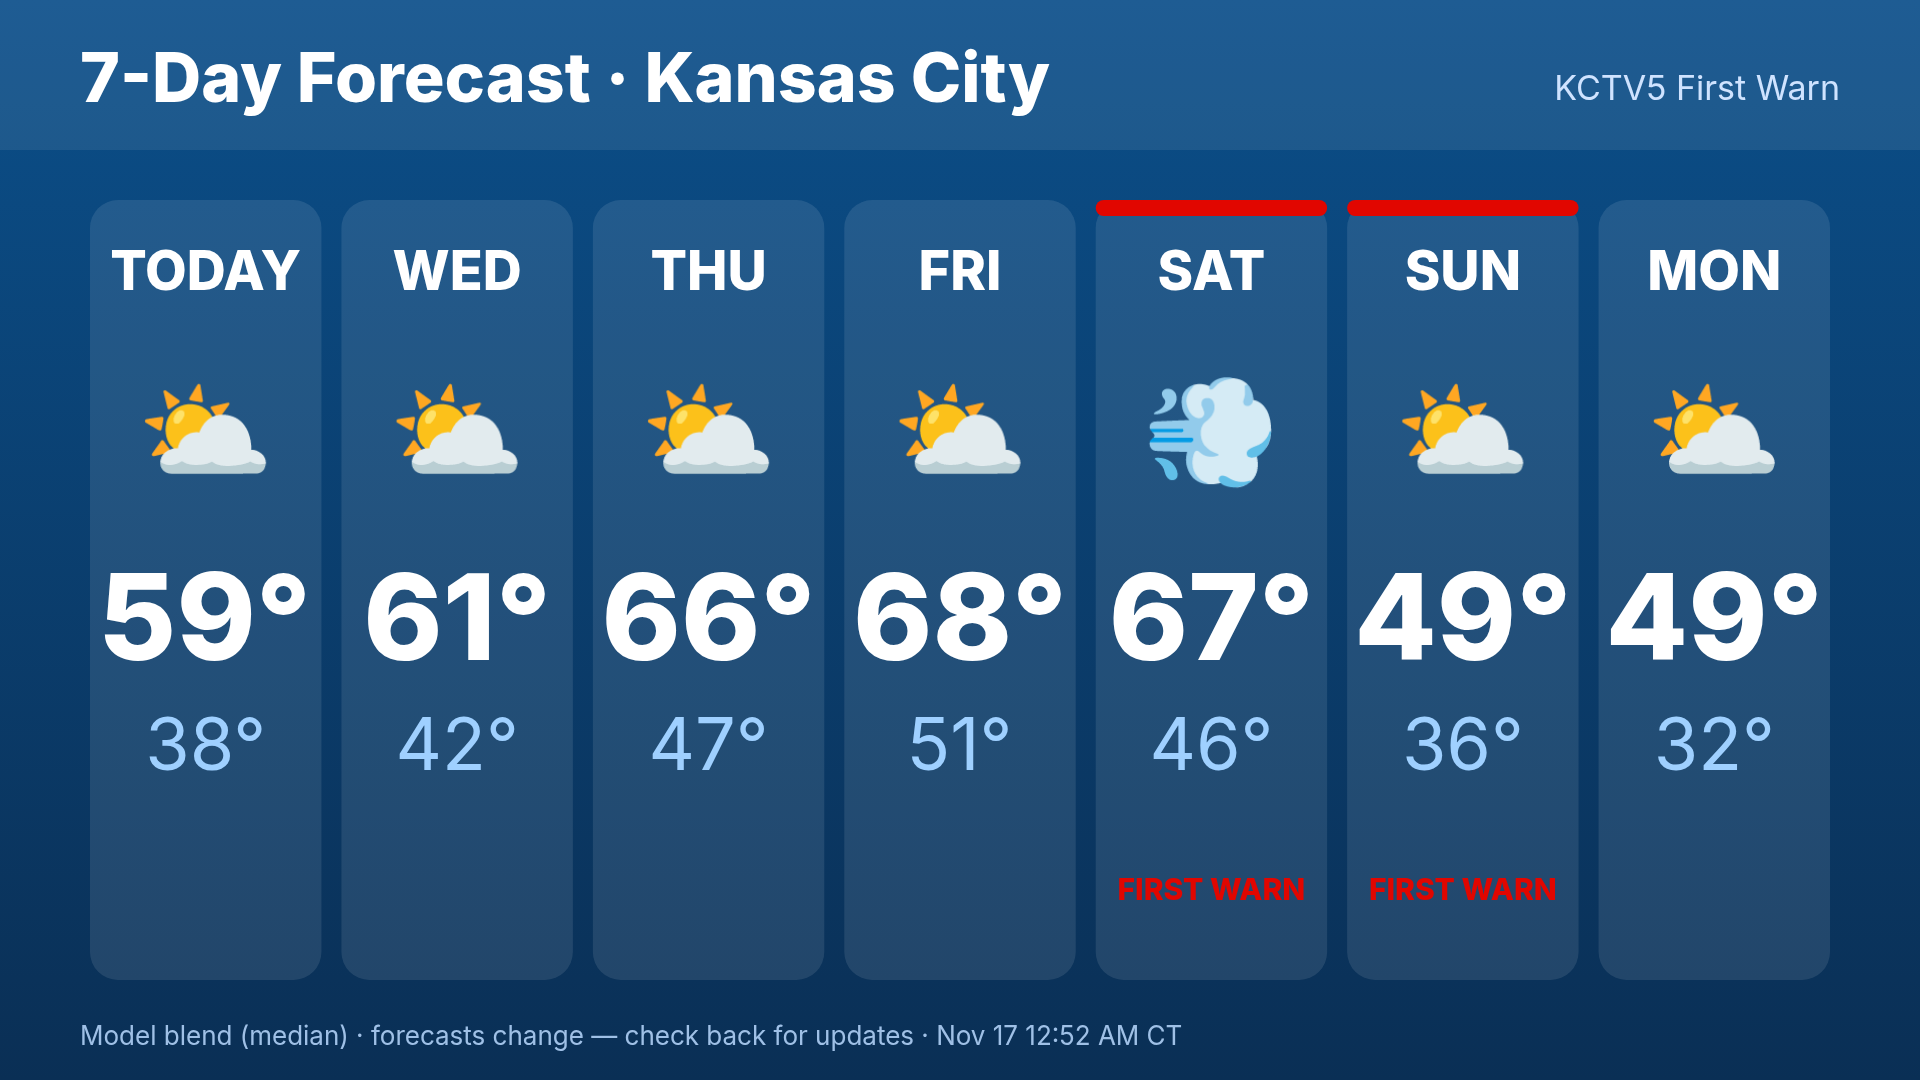 7-Day Forecast · Kansas City
KCTV5 First Warn
TODAY WED THU FRI SAT SUN MON
59° 61° 66° 68° 67° 49° 49°
38° 42° 47° 51° 46° 36° 32°
FIRST WARN FIRST WARN
Model blend (median) · forecasts change — check back for updates · Nov 17 12:52 AM CT